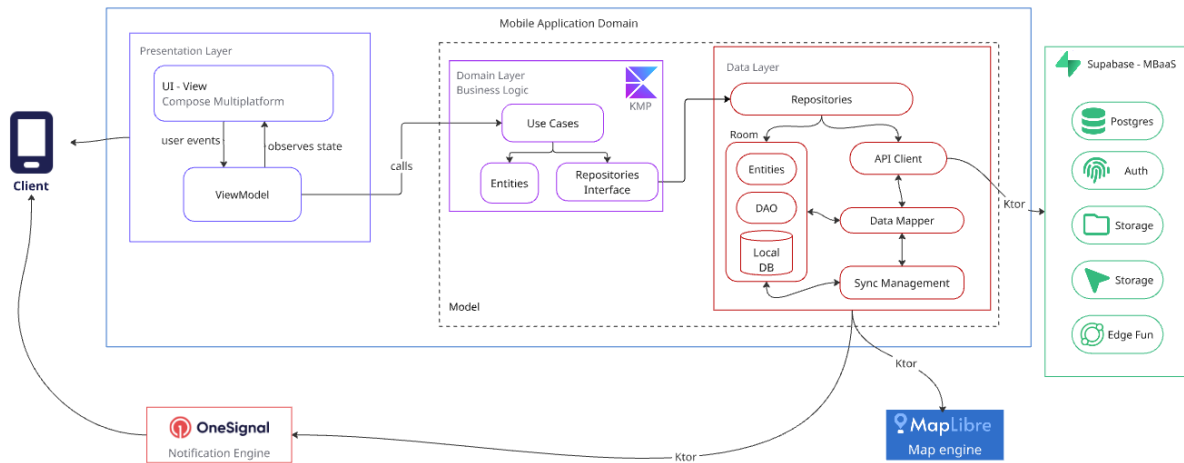 Mobile Application Domain
Presentation Layer
UI - View
Compose Multiplatform
user events
observes state
ViewModel
calls
Client
Domain Layer
Business Logic
KMP
Use Cases
Entities
Repositories
Interface
Model
Data Layer
Repositories
Room
Entities
DAO
Local
DB
API Client
Data Mapper
Sync Management
Ktor
Supabase - MBaaS
Postgres
Auth
Storage
Storage
Edge Fun
Ktor
OneSignal
Notification Engine
Ktor
MapLibre
Map engine